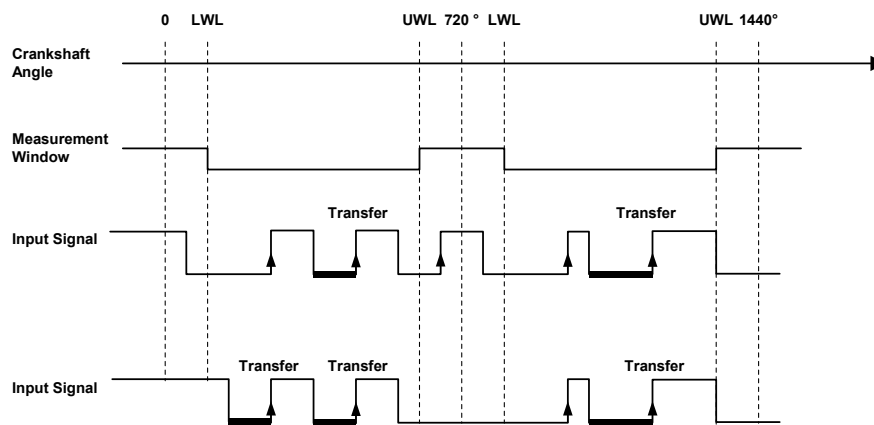 0 LWL UWL 720 ° LWL UWL 1440°
Crankshaft
Angle
Measurement
Window
Transfer Transfer
Input Signal
Transfer Transfer Transfer
Input Signal